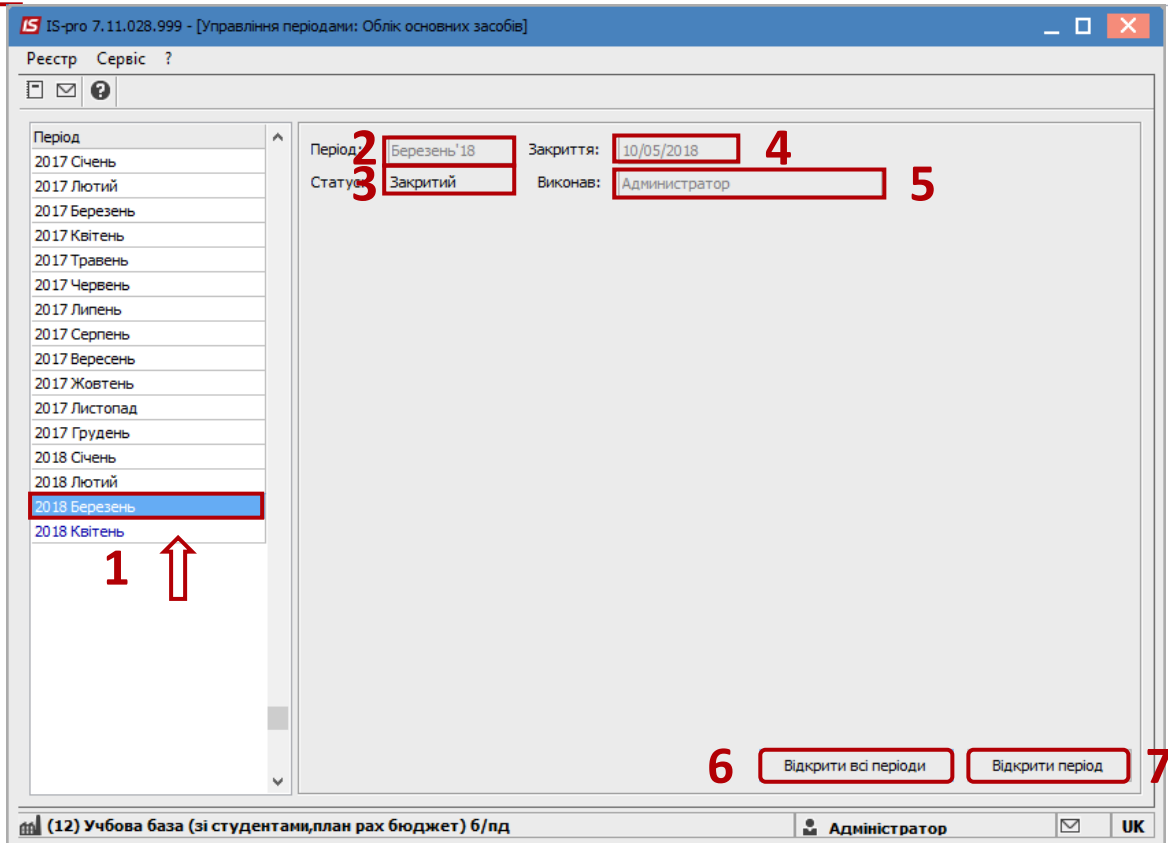 IS IS-pro 7.11.028.999 - [Управління періодами: Облік основних засобів]
Реєстр Сервіс ?
Період
2017 Січень
2017 Лютий
2017 Березень
2017 Квітень
2017 Травень
2017 Червень
2017 Липень
2017 Серпень
2017 Вересень
2017 Жовтень
2017 Листопад
2017 Грудень
2018 Січень
2018 Лютий
2018 Березень
2018 Квітень
1
Період: 2 Березень'18 Закриття: 10/05/2018 4
Статус 3 Закритий Виконав: Администратор 5
6 Відкрити всі періоди Відкрити період 7
(12) Учбова база (зі студентами,план рах бюджет) б/пд Адміністратор UK